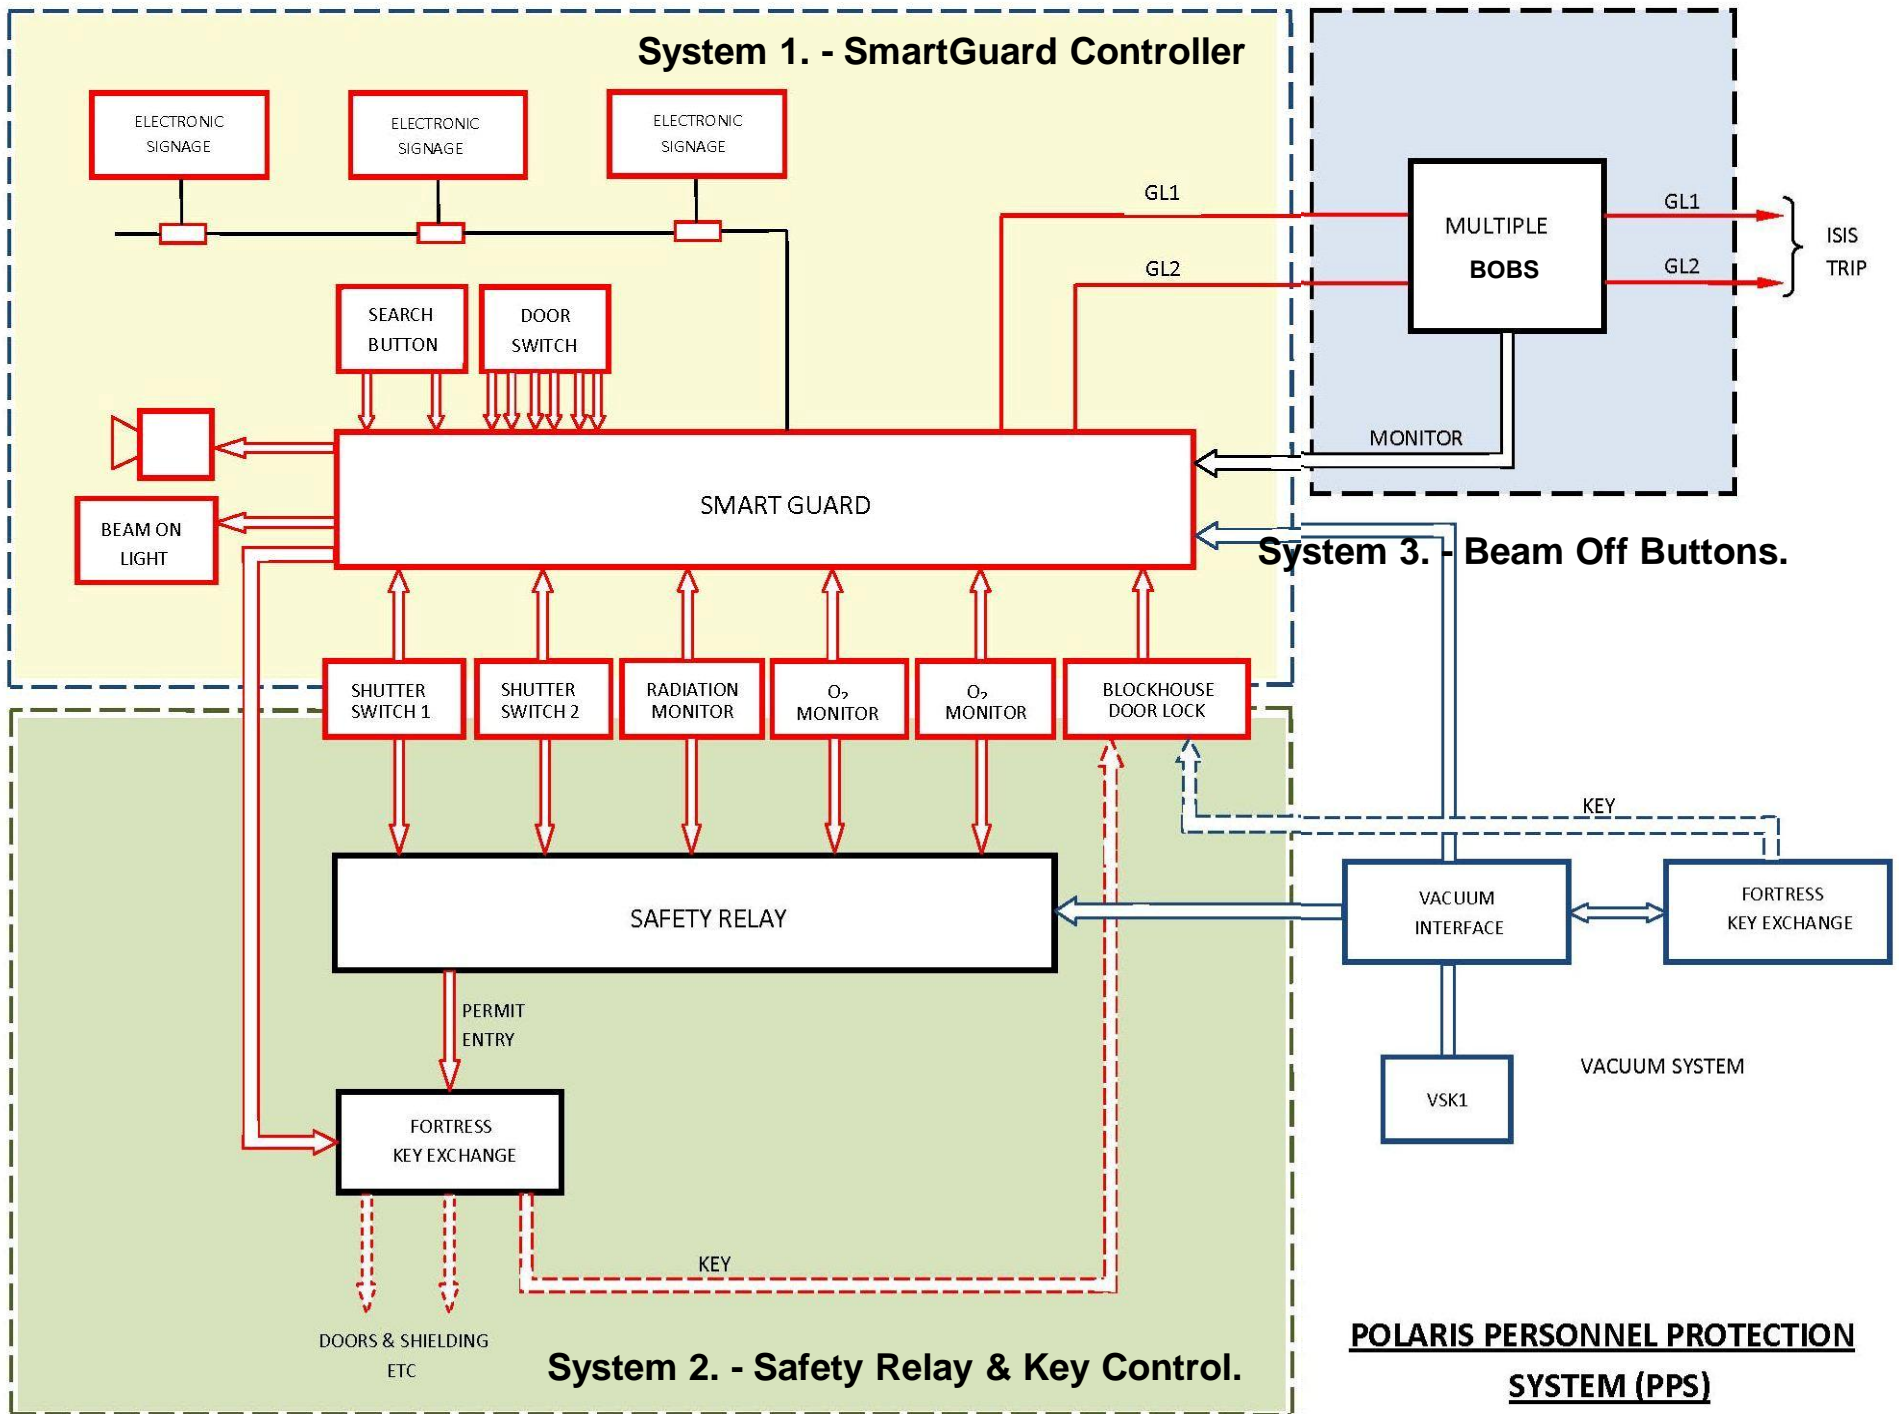 System 1. - SmartGuard Controller
ELECTRONIC
SIGNAGE
ELECTRONIC
SIGNAGE
ELECTRONIC
SIGNAGE
GL1
GL2
MULTIPLE
BOBS
GL1
GL2
ISIS
TRIP
SEARCH
BUTTON
DOOR
SWITCH
MONITOR
SMART GUARD
BEAM ON
LIGHT
System 3. - Beam Off Buttons.
SHUTTER
SWITCH 1
SHUTTER
SWITCH 2
RADIATION
MONITOR
O₂
MONITOR
O₂
MONITOR
BLOCKHOUSE
DOOR LOCK
KEY
SAFETY RELAY
VACUUM
INTERFACE
FORTRESS
KEY EXCHANGE
PERMIT
ENTRY
VACUUM SYSTEM
VSK1
FORTRESS
KEY EXCHANGE
KEY
DOORS & SHIELDING
ETC
System 2. - Safety Relay & Key Control.
POLARIS PERSONNEL PROTECTION
SYSTEM (PPS)